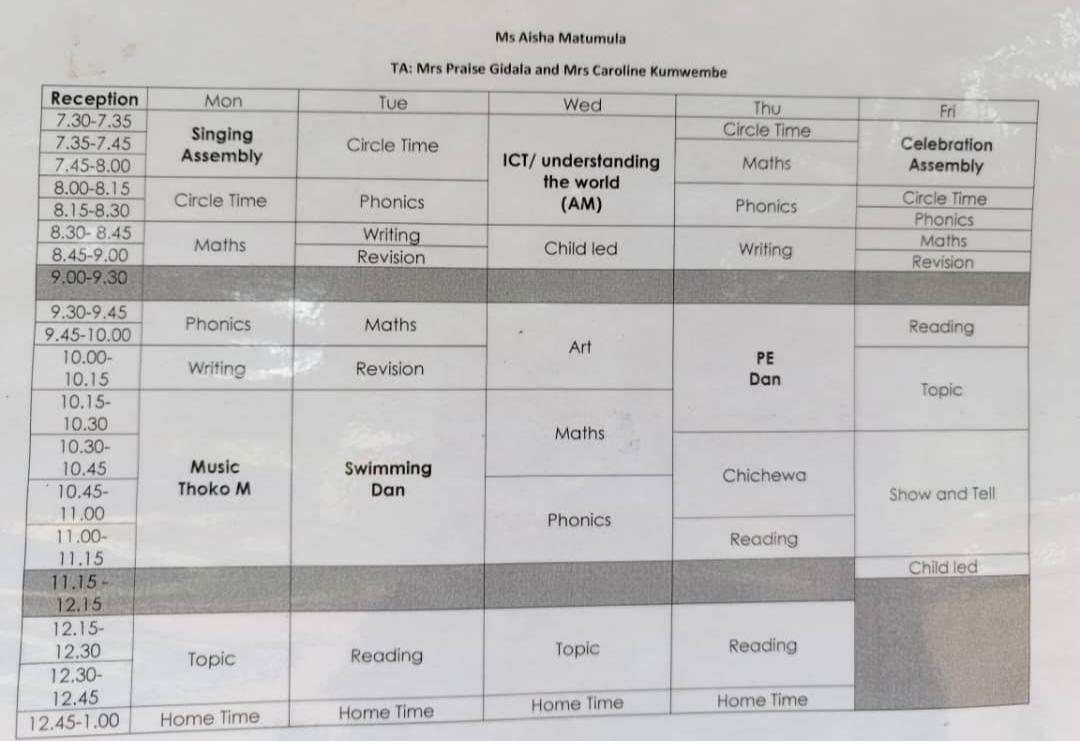 Ms Aisha Matumula
TA: Mrs Praise Gidala and Mrs Caroline Kumwembe
Reception Mon Tue Wed Thu Fri
7.30-7.35
7.35-7.45
7.45-8.00
8.00-8.15
8.15-8.30
8.30- 8.45
8.45-9.00
9.00-9.30
9.30-9.45
9.45-10.00
10.00-
10.15
10.15-
10.30
10.30-
10.45
10.45-
11.00
11.00-
11.15
11.15 -
12.15
12.15-
12.30
12.30-
12.45
12.45-1.00
Singing
Assembly
Circle Time
Maths
Phonics
Writing
Music
Thoko M
Topic
Home Time
Circle Time
Phonics
Writing
Revision
Maths
Revision
Swimming
Dan
Reading
Home Time
ICT/ understanding
the world
(AM)
Child led
Art
Maths
Phonics
Topic
Home Time
Circle Time
Maths
Phonics
Writing
PE
Dan
Chichewa
Reading
Reading
Home Time
Celebration
Assembly
Circle Time
Phonics
Maths
Revision
Reading
Topic
Show and Tell
Child led